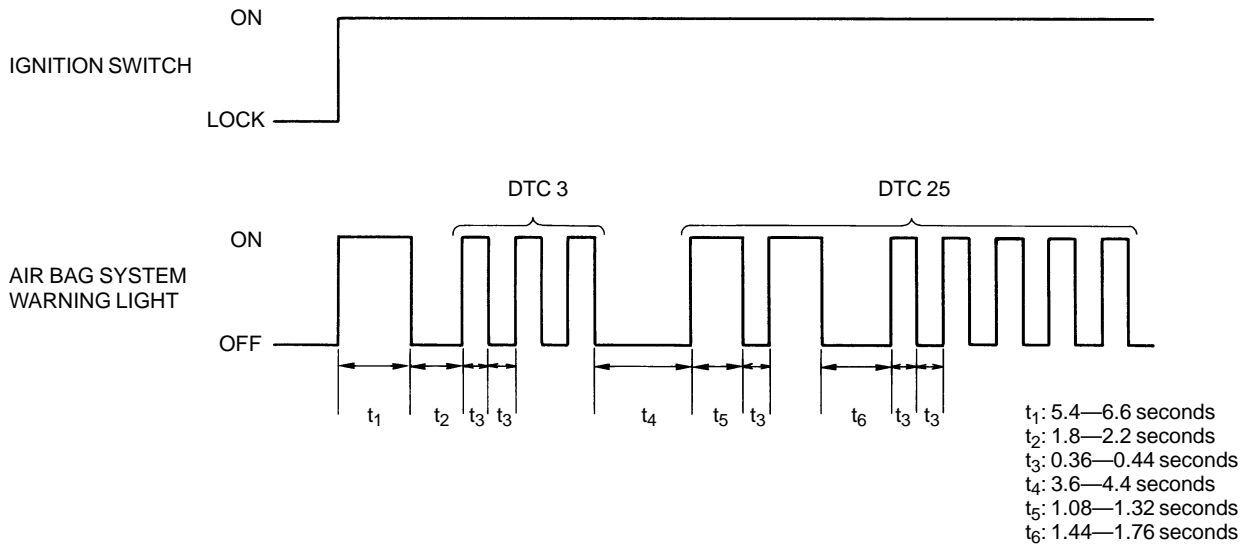 ON
IGNITION SWITCH
LOCK
DTC 3
DTC 25
ON
AIR BAG SYSTEM
WARNING LIGHT
OFF
t1 t2 t3 t3 t4 t5 t3 t6 t3 t3
t1: 5.4—6.6 seconds
t2: 1.8—2.2 seconds
t3: 0.36—0.44 seconds
t4: 3.6—4.4 seconds
t5: 1.08—1.32 seconds
t6: 1.44—1.76 seconds